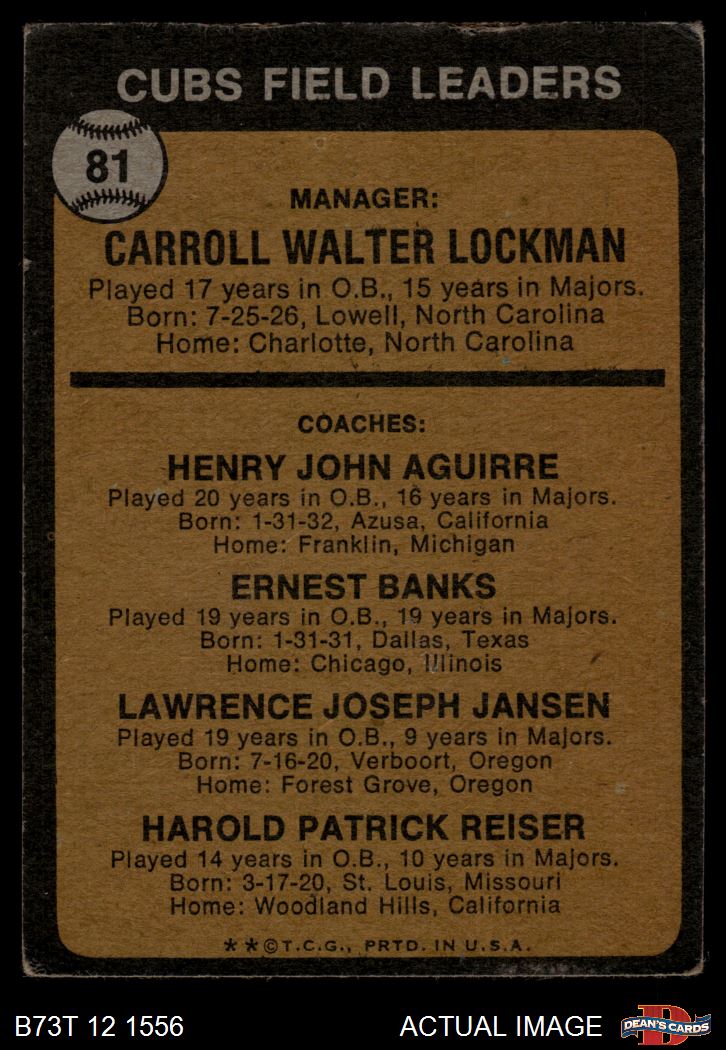 CUBS FIELD LEADERS
81
MANAGER:
CARROLL WALTER LOCKMAN
Played 17 years in O.B., 15 years in Majors.
Born: 7-25-26, Lowell, North Carolina
Home: Charlotte, North Carolina
COACHES:
HENRY JOHN AGUIRRE
Played 20 years in O.B., 16 years in Majors.
Born: 1-31-32, Azusa, California
Home: Franklin, Michigan
ERNEST BANKS
Played 19 years in O.B., 19 years in Majors.
Born: 1-31-31, Dallas, Texas
Home: Chicago, Illinois
LAWRENCE JOSEPH JANSEN
Played 19 years in O.B., 9 years in Majors.
Born: 7-16-20, Verboort, Oregon
Home: Forest Grove, Oregon
HAROLD PATRICK REISER
Played 14 years in O.B., 10 years in Majors.
Born: 3-17-20, St. Louis, Missouri
Home: Woodland Hills, California
**©T.C.G., PRTD. IN U.S.A.
B73T 12 1556
ACTUAL IMAGE
D
DEAN'S CARDS